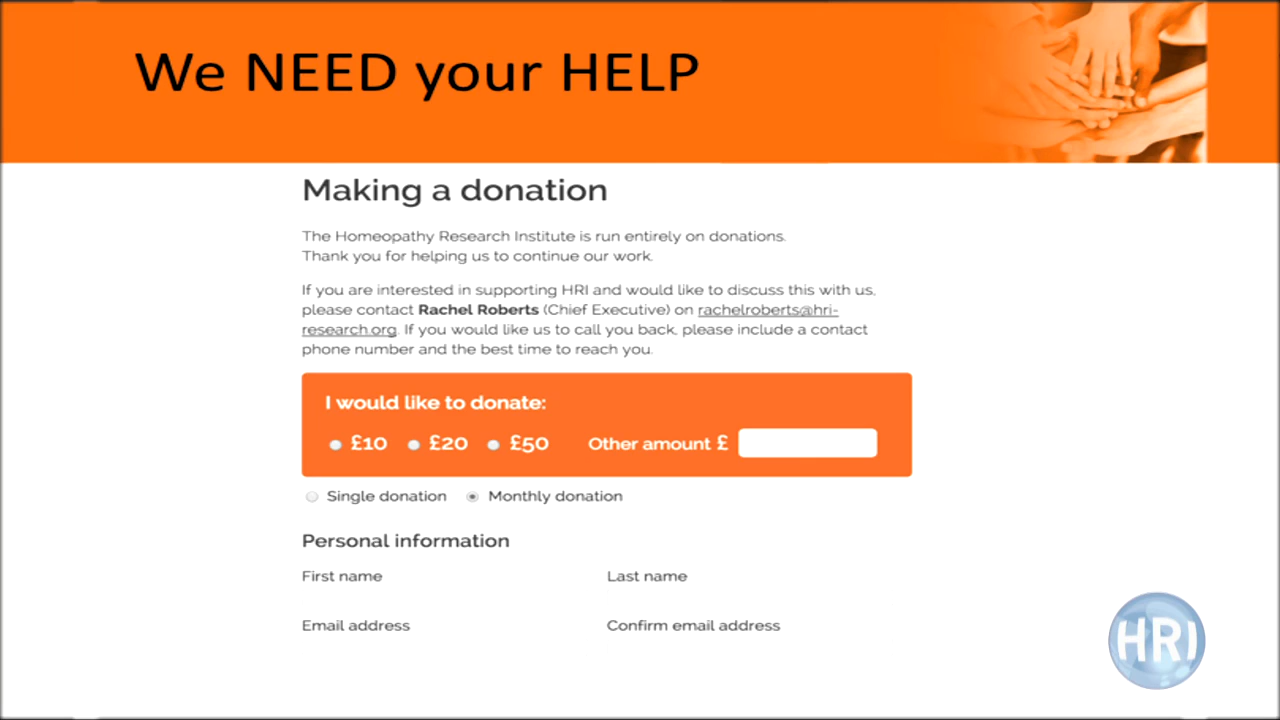 We NEED your HELP
Making a donation
The Homeopathy Research Institute is run entirely on donations.
Thank you for helping us to continue our work.
If you are interested in supporting HRI and would like to discuss this with us,
please contact Rachel Roberts (Chief Executive) on rachelroberts@hri-
research.org. If you would like us to call you back, please include a contact
phone number and the best time to reach you.
I would like to donate:
£10 £20 £50 Other amount £
Single donation Monthly donation
Personal information
First name Last name
Email address Confirm email address
HRI